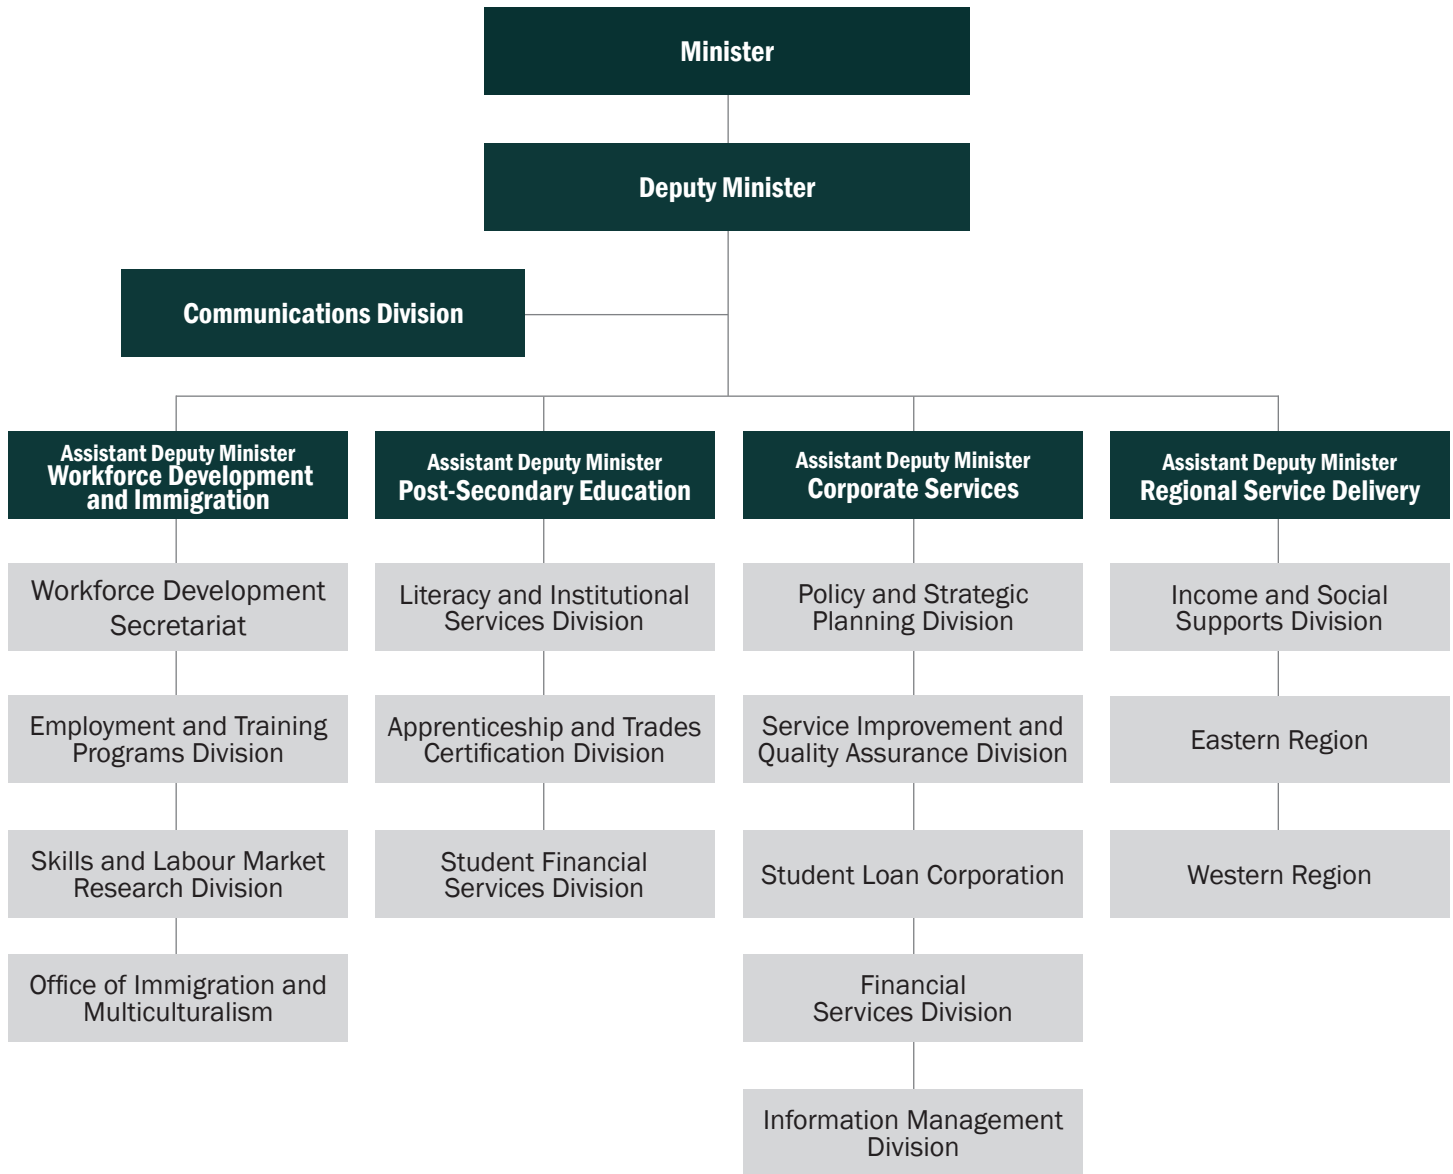 Minister
Deputy Minister
Communications Division
Assistant Deputy Minister
Workforce Development
and Immigration
Assistant Deputy Minister
Post-Secondary Education
Assistant Deputy Minister
Corporate Services
Assistant Deputy Minister
Regional Service Delivery
Workforce Development
Secretariat
Literacy and Institutional
Services Division
Policy and Strategic
Planning Division
Income and Social
Supports Division
Employment and Training
Programs Division
Apprenticeship and Trades
Certification Division
Service Improvement and
Quality Assurance Division
Eastern Region
Skills and Labour Market
Research Division
Student Financial
Services Division
Student Loan Corporation
Western Region
Office of Immigration and
Multiculturalism
Financial
Services Division
Information Management
Division